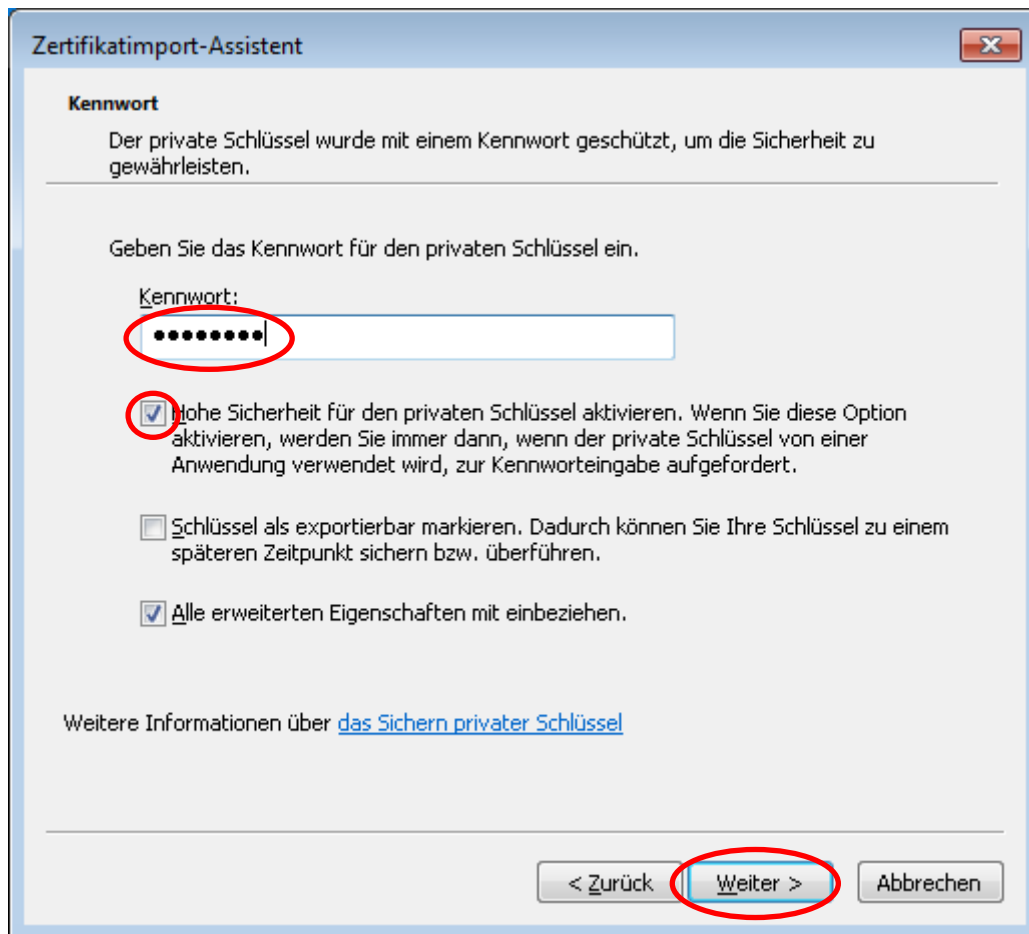 Zertifikatimport-Assistent
Kennwort
Der private Schlüssel wurde mit einem Kennwort geschützt, um die Sicherheit zu
gewährleisten.
Geben Sie das Kennwort für den privaten Schlüssel ein.
Kennwort:
••••••••
Hohe Sicherheit für den privaten Schlüssel aktivieren. Wenn Sie diese Option
aktivieren, werden Sie immer dann, wenn der private Schlüssel von einer
Anwendung verwendet wird, zur Kennworteingabe aufgefordert.
Schlüssel als exportierbar markieren. Dadurch können Sie Ihre Schlüssel zu einem
späteren Zeitpunkt sichern bzw. überführen.
Alle erweiterten Eigenschaften mit einbeziehen.
Weitere Informationen über das Sichern privater Schlüssel
< Zurück Weiter > Abbrechen